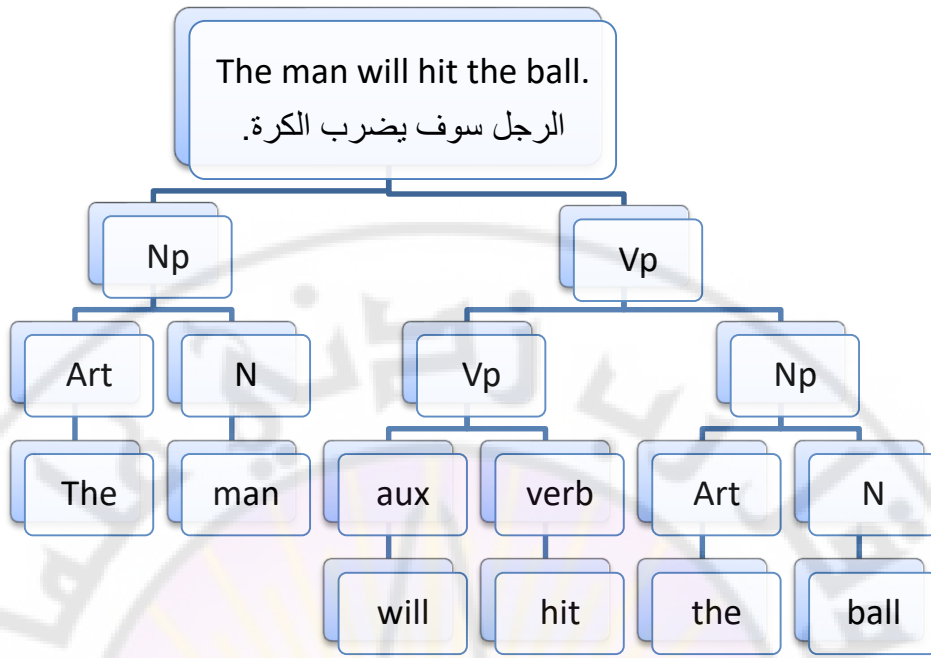 The man will hit the ball.
الرجل سوف يضرب الكرة.
Np
Vp
Art
N
Vp
Np
The
man
aux
verb
Art
N
will
hit
the
ball